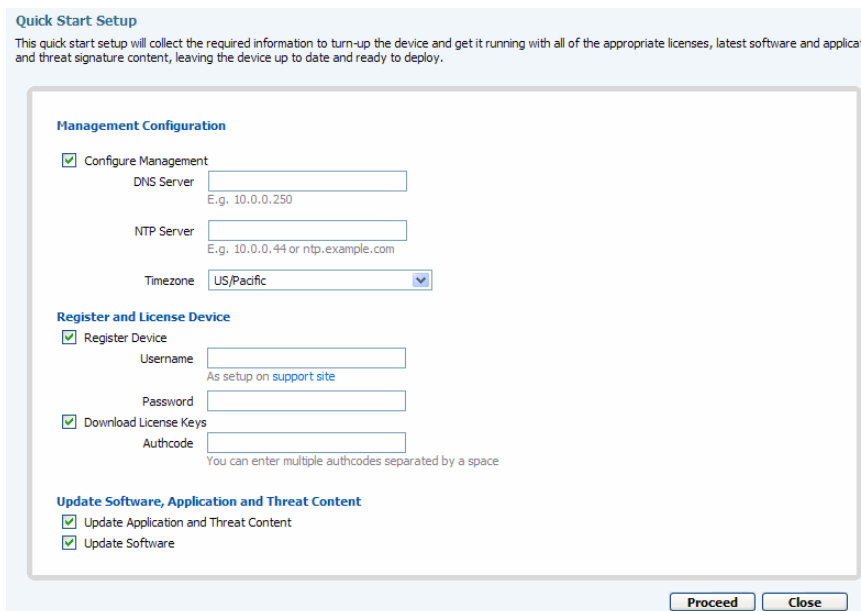 Quick Start Setup
This quick start setup will collect the required information to turn-up the device and get it running with all of the appropriate licenses, latest software and
and threat signature content, leaving the device up to date and ready to deploy.
Management Configuration
Configure Management
DNS Server
E.g. 10.0.0.250
NTP Server
E.g. 10.0.0.44 or ntp.example.com
Timezone US/Pacific
Register and License Device
Register Device
Username
As setup on support site
Password
Download License Keys
Authcode
You can enter multiple authcodes separated by a space
Update Software, Application and Threat Content
Update Application and Threat Content
Update Software
Proceed Close